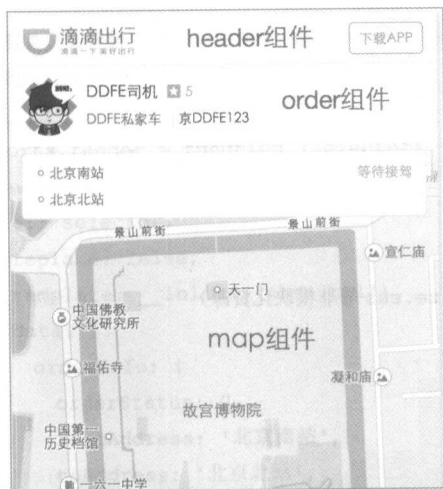 滴滴出行
滴滴一下 美好出行
header组件
下载APP
DDFE司机 5
order组件
DDFE私家车 京DDFE123
北京南站
等待接驾
北京北站
景山前街
景山前街
宣仁庙
天一门
中国佛教
文化研究所
map组件
福佑寺
凝和庙
故宫博物院
中国第一
历史档馆
一六一中学